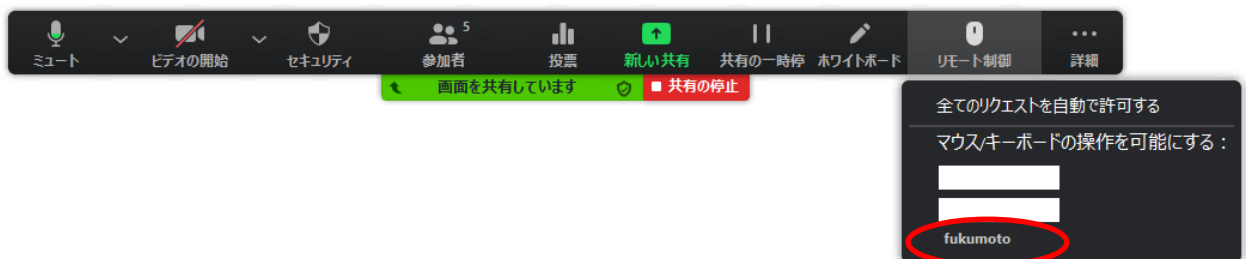 5
ミュート ビデオの開始 セキュリティ 参加者 投票 新しい共有 共有の一時停 ホワイトボード リモート制御 詳細
画面を共有しています 共有の停止
全てのリクエストを自動で許可する
マウス/キーボードの操作を可能にする：
fukumoto